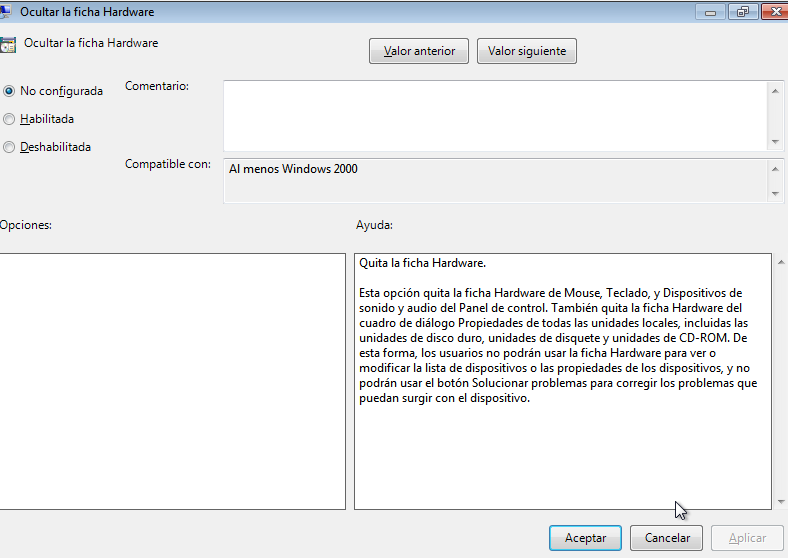 Ocultar la ficha Hardware
Ocultar la ficha Hardware
Valor anterior
Valor siguiente
No configurada
Habilitada
Deshabilitada
Comentario:
Compatible con:
Al menos Windows 2000
Opciones:
Ayuda:
Quita la ficha Hardware.
Esta opción quita la ficha Hardware de Mouse, Teclado, y Dispositivos de
sonido y audio del Panel de control. También quita la ficha Hardware del
cuadro de diálogo Propiedades de todas las unidades locales, incluidas las
unidades de disco duro, unidades de disquete y unidades de CD-ROM. De
esta forma, los usuarios no podrán usar la ficha Hardware para ver o
modificar la lista de dispositivos o las propiedades de los dispositivos, y no
podrán usar el botón Solucionar problemas para corregir los problemas que
puedan surgir con el dispositivo.
Aceptar
Cancelar
Aplicar